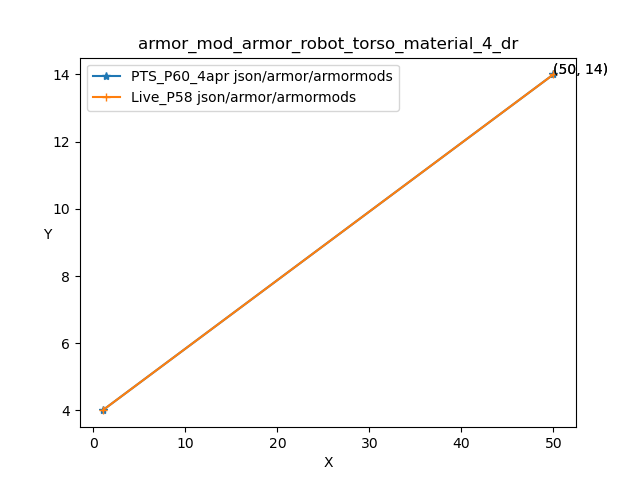 armor_mod_armor_robot_torso_material_4_dr
PTS_P60_4apr json/armor/armormods
Live_P58 json/armor/armormods
(50, 14)
14
12
10
8
6
4
Y
0 10 20 30 40 50
X